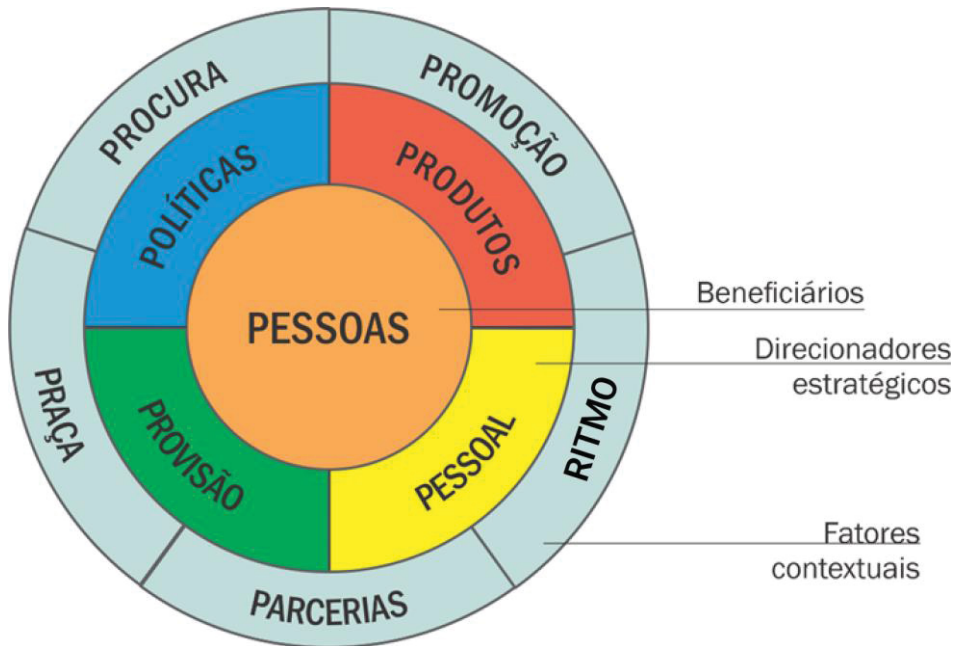 PROCURA
PROMOÇÃO
POLÍTICAS
PRODUTOS
PESSOAS
Beneficiários
Direcionadores
estratégicos
PRAÇA
PROVISÃO
PESSOAL
RITMO
Fatores
contextuais
PARCERIAS